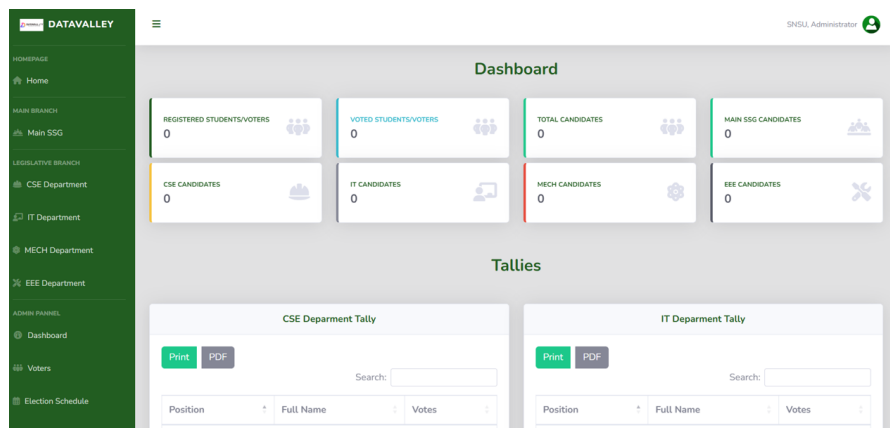 DATAVALLEY
SNSU, Administrator
HOMEPAGE
Home
MAIN BRANCH
Main SSG
LEGISLATIVE BRANCH
CSE Department
IT Department
MECH Department
EEE Department
ADMIN PANNEL
Dashboard
Voters
Election Schedule
Dashboard
REGISTERED STUDENTS/VOTERS
0
VOTED STUDENTS/VOTERS
0
TOTAL CANDIDATES
0
MAIN SSG CANDIDATES
0
CSE CANDIDATES
0
IT CANDIDATES
0
MECH CANDIDATES
0
EEE CANDIDATES
0
Tallies
CSE Deparment Tally
Print PDF
Search:
Position Full Name Votes
IT Deparment Tally
Print PDF
Search:
Position Full Name Votes